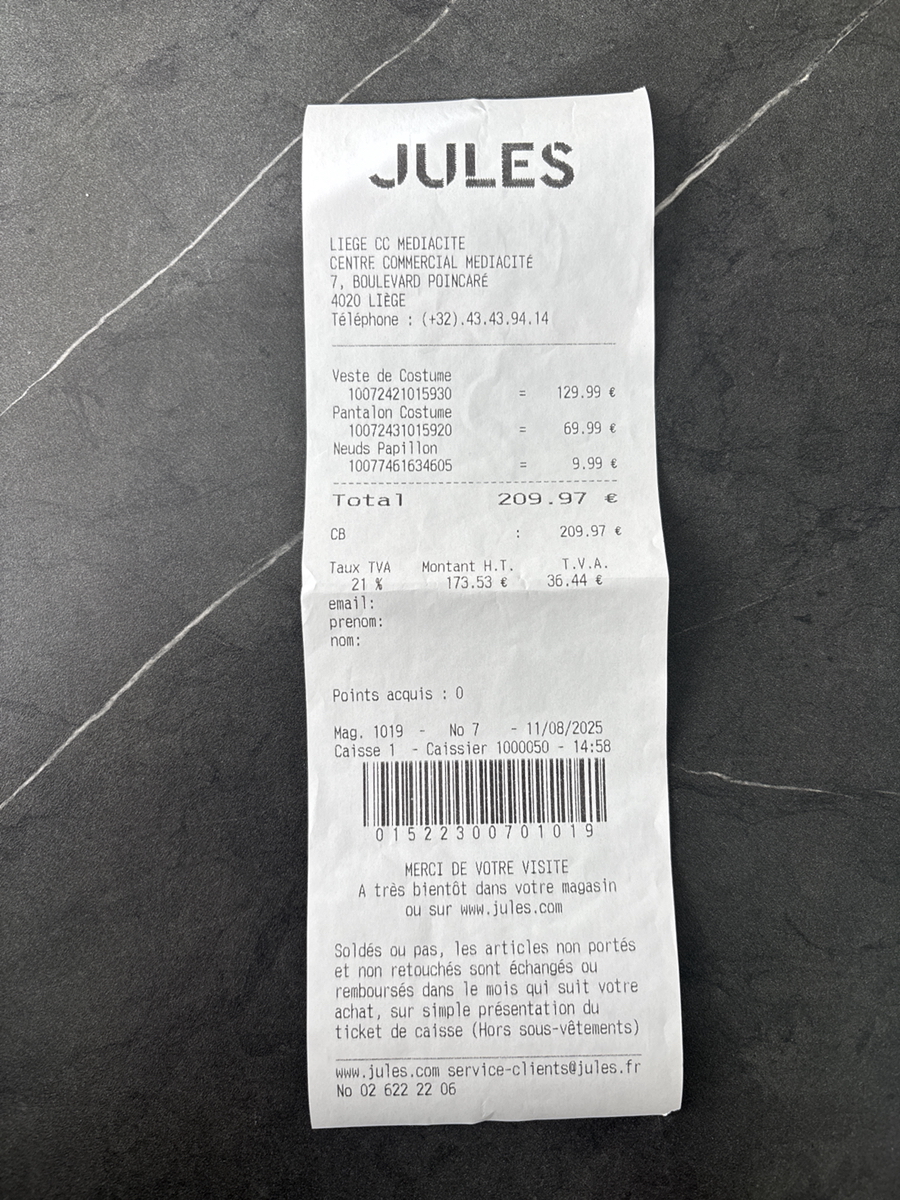 JULES
LIEGE CC MEDIACITE
CENTRE COMMERCIAL MEDIACITÉ
7, BOULEVARD POINCARÉ
4020 LIÈGE
Téléphone : (+32).43.43.94.14
Veste de Costume
10072421015930 = 129.99 €
Pantalon Costume
10072431015920 = 69.99 €
Neuds Papillon
10077461634605 = 9.99 €
Total 209.97 €
CB : 209.97 €
Taux TVA Montant H.T. T.V.A.
21 % 173.53 € 36.44 €
email:
prenom:
nom:
Points acquis : 0
Mag. 1019 - No 7 - 11/08/2025
Caisse 1 - Caissier 1000050 - 14:58
01522300701019
MERCI DE VOTRE VISITE
A très bientôt dans votre magasin
ou sur www.jules.com
Soldés ou pas, les articles non portés
et non retouchés sont échangés ou
remboursés dans le mois qui suit votre
achat, sur simple présentation du
ticket de caisse (Hors sous-vêtements)
www.jules.com service-clients@jules.fr
No 02 622 22 06